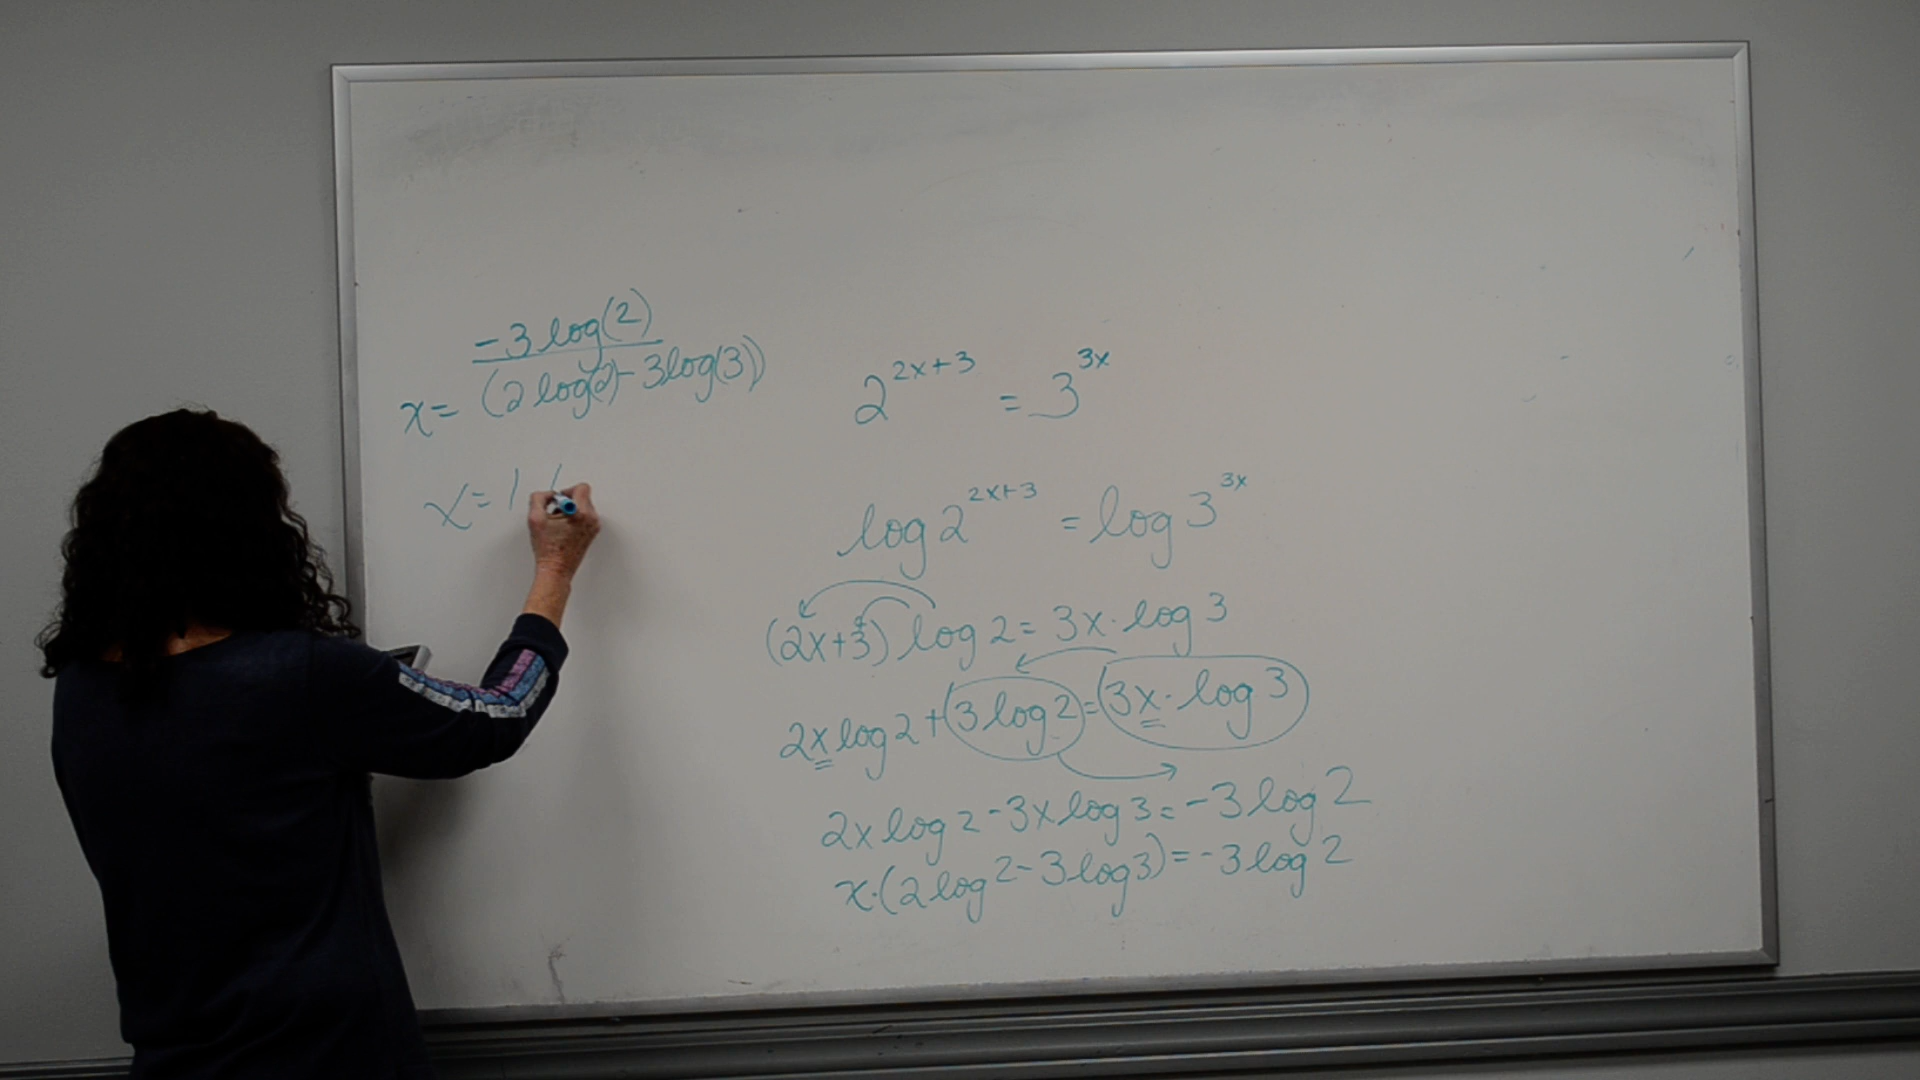 2^{2x+3} = 3^{3x}
log 2^{2x+3} = log 3^{3x}
(2x+3) log 2 = 3x · log 3
2x log 2 + (3 log 2) = (3x · log 3)
2x log 2 - 3x log 3 = -3 log 2
x·(2 log 2 - 3 log 3) = -3 log 2
-3 log(2)
x = (2 log(2) - 3 log(3))
x = 1